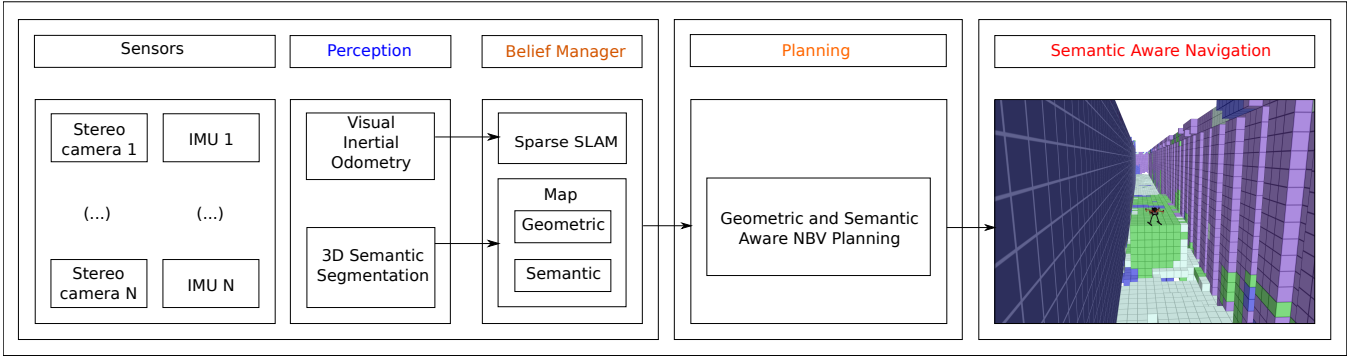 Sensors
Perception
Belief Manager
Planning
Semantic Aware Navigation
Stereo
camera 1
IMU 1
(...)
(...)
Stereo
camera N
IMU N
Visual
Inertial
Odometry
3D Semantic
Segmentation
Sparse SLAM
Map
Geometric
Semantic
Geometric and Semantic
Aware NBV Planning